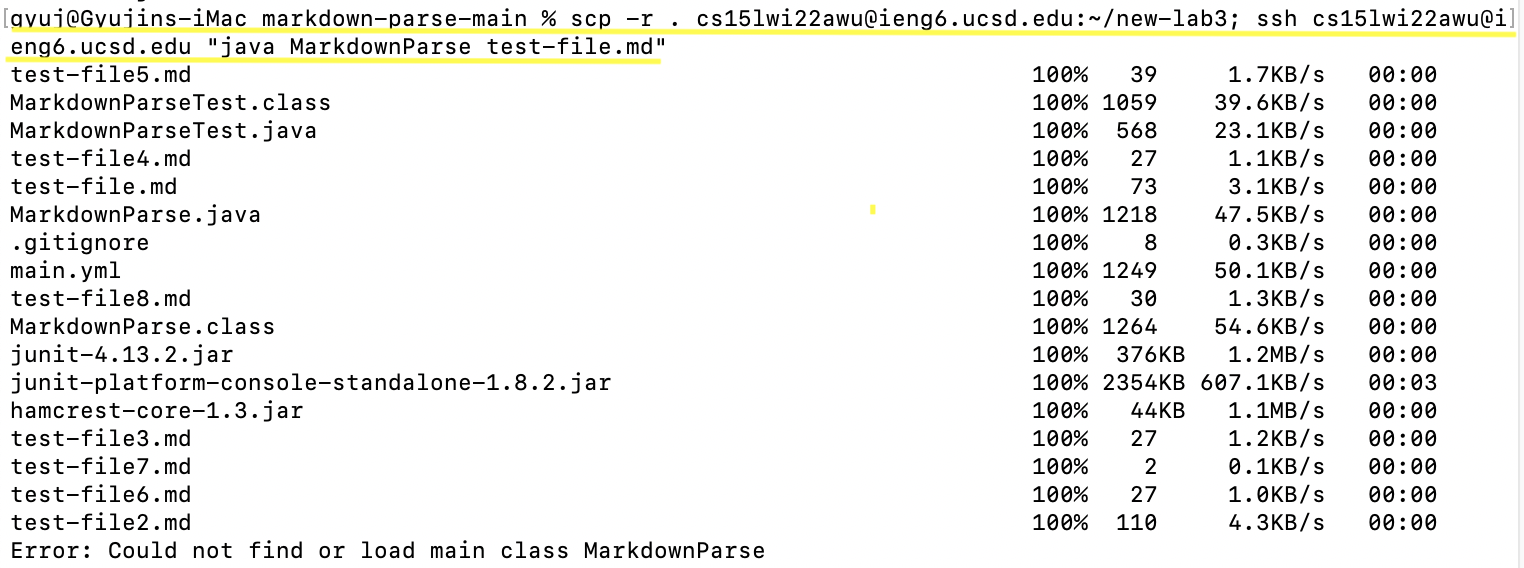 [gyuj@Gyujins-iMac markdown-parse-main % scp -r . cs15lwi22awu@ieng6.ucsd.edu:~/new-lab3; ssh cs15lwi22awu@i]
eng6.ucsd.edu "java MarkdownParse test-file.md"
test-file5.md 100% 39 1.7KB/s 00:00
MarkdownParseTest.class 100% 1059 39.6KB/s 00:00
MarkdownParseTest.java 100% 568 23.1KB/s 00:00
test-file4.md 100% 27 1.1KB/s 00:00
test-file.md 100% 73 3.1KB/s 00:00
MarkdownParse.java 100% 1218 47.5KB/s 00:00
.gitignore 100% 8 0.3KB/s 00:00
main.yml 100% 1249 50.1KB/s 00:00
test-file8.md 100% 30 1.3KB/s 00:00
MarkdownParse.class 100% 1264 54.6KB/s 00:00
junit-4.13.2.jar 100% 376KB 1.2MB/s 00:00
junit-platform-console-standalone-1.8.2.jar 100% 2354KB 607.1KB/s 00:03
hamcrest-core-1.3.jar 100% 44KB 1.1MB/s 00:00
test-file3.md 100% 27 1.2KB/s 00:00
test-file7.md 100% 2 0.1KB/s 00:00
test-file6.md 100% 27 1.0KB/s 00:00
test-file2.md 100% 110 4.3KB/s 00:00
Error: Could not find or load main class MarkdownParse